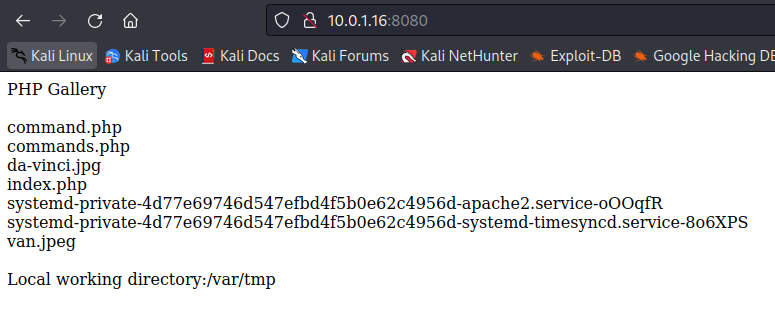 10.0.1.16:8080
Kali Linux Kali Tools Kali Docs Kali Forums Kali NetHunter Exploit-DB Google Hacking DB
PHP Gallery
command.php
commands.php
da-vinci.jpg
index.php
systemd-private-4d77e69746d547efbd4f5b0e62c4956d-apache2.service-oOOqfR
systemd-private-4d77e69746d547efbd4f5b0e62c4956d-systemd-timesyncd.service-8o6XPS
van.jpeg
Local working directory:/var/tmp